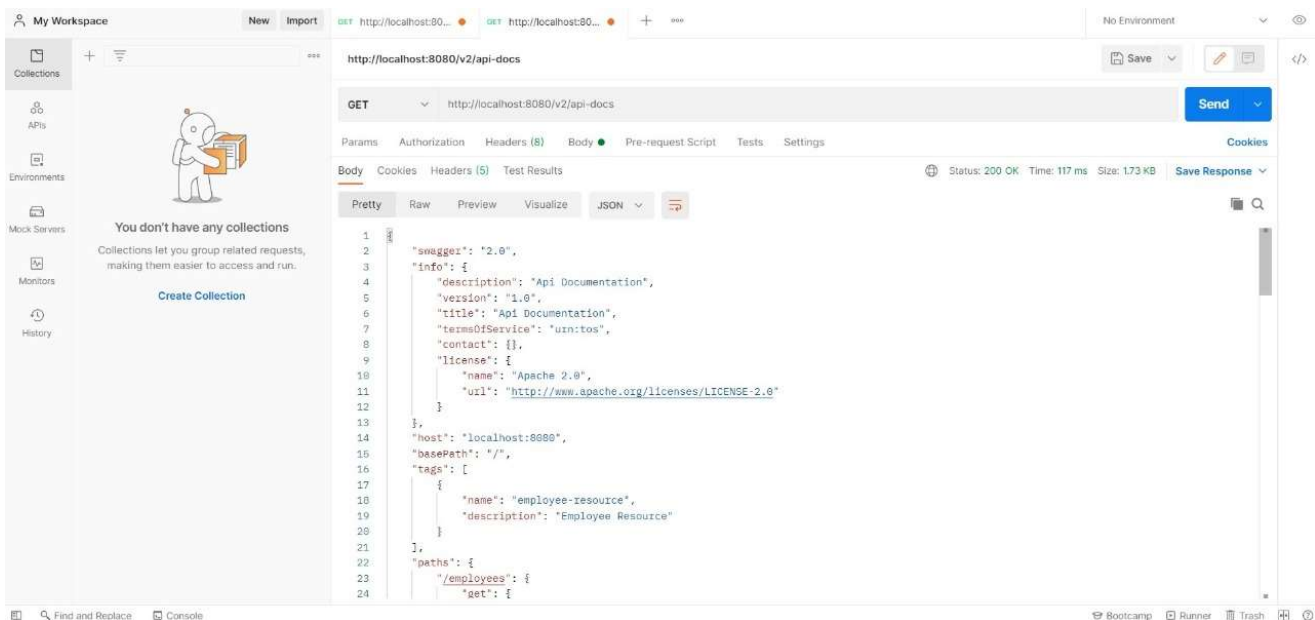 My Workspace
New
Import
GET http://localhost:80...
GET http://localhost:80...
No Environment
Collections
APIs
Environments
Mock Servers
Monitors
History
You don't have any collections
Collections let you group related requests,
making them easier to access and run.
Create Collection
http://localhost:8080/v2/api-docs
Save
GET
http://localhost:8080/v2/api-docs
Send
Params Authorization Headers (8) Body Pre-request Script Tests Settings
Cookies
Body Cookies Headers (5) Test Results
Status: 200 OK Time: 117 ms Size: 1.73 KB Save Response
Pretty Raw Preview Visualize JSON
1 {
2 "swagger": "2.0",
3 "info": {
4 "description": "Api Documentation",
5 "version": "1.0",
6 "title": "Api Documentation",
7 "termsOfService": "urn:tos",
8 "contact": {},
9 "license": {
10 "name": "Apache 2.0",
11 "url": "http://www.apache.org/licenses/LICENSE-2.0"
12 }
13 },
14 "host": "localhost:8080",
15 "basePath": "/",
16 "tags": [
17 {
18 "name": "employee-resource",
19 "description": "Employee Resource"
20 }
21 ],
22 "paths": {
23 "/employees": {
24 "get": {
Find and Replace Console
Bootcamp Runner Trash